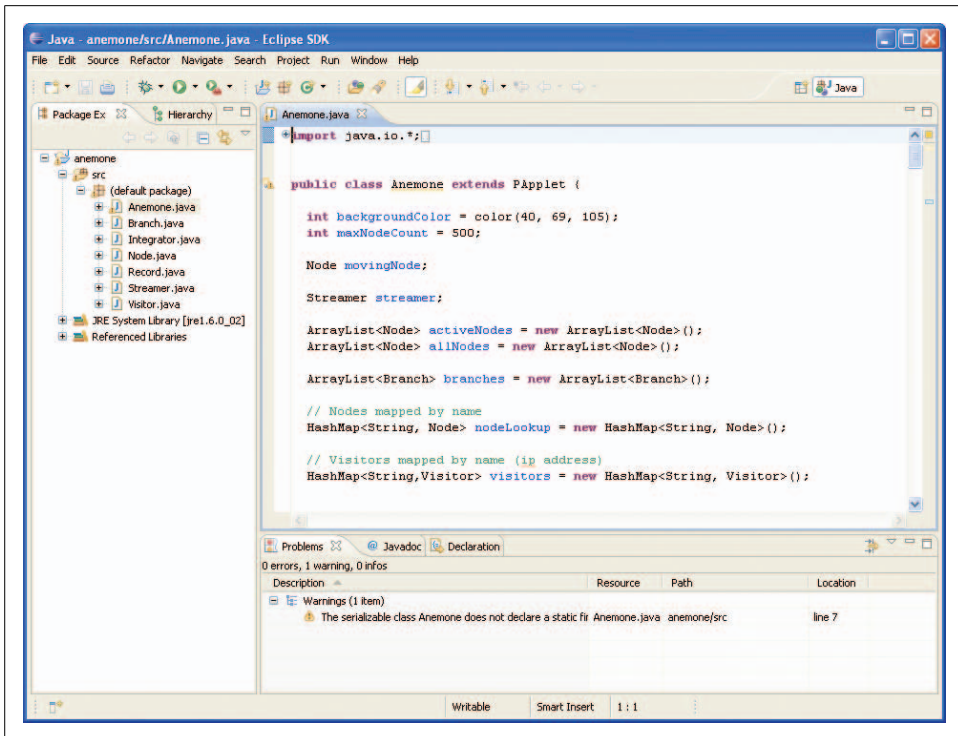 Java - anemone/src/Anemone.java - Eclipse SDK
File Edit Source Refactor Navigate Search Project Run Window Help
Java
Package Ex
Hierarchy
anemone
src
(default package)
Anemone.java
Branch.java
Integrator.java
Node.java
Record.java
Streamer.java
Visitor.java
JRE System Library [jre1.6.0_02]
Referenced Libraries
Anemone.java
import java.io.*;
public class Anemone extends PApplet {
int backgroundColor = color(40, 69, 105);
int maxNodeCount = 500;
Node movingNode;
Streamer streamer;
ArrayList<Node> activeNodes = new ArrayList<Node>();
ArrayList<Node> allNodes = new ArrayList<Node>();
ArrayList<Branch> branches = new ArrayList<Branch>();
// Nodes mapped by name
HashMap<String, Node> nodeLookup = new HashMap<String, Node>();
// Visitors mapped by name (ip address)
HashMap<String,Visitor> visitors = new HashMap<String, Visitor>();
Problems @ Javadoc Declaration
0 errors, 1 warning, 0 infos
Description Resource Path Location
Warnings (1 item)
The serializable class Anemone does not declare a static fir Anemone.java anemone/src line 7
Writable Smart Insert 1 : 1